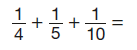 1/4 + 1/5 + 1/10 =